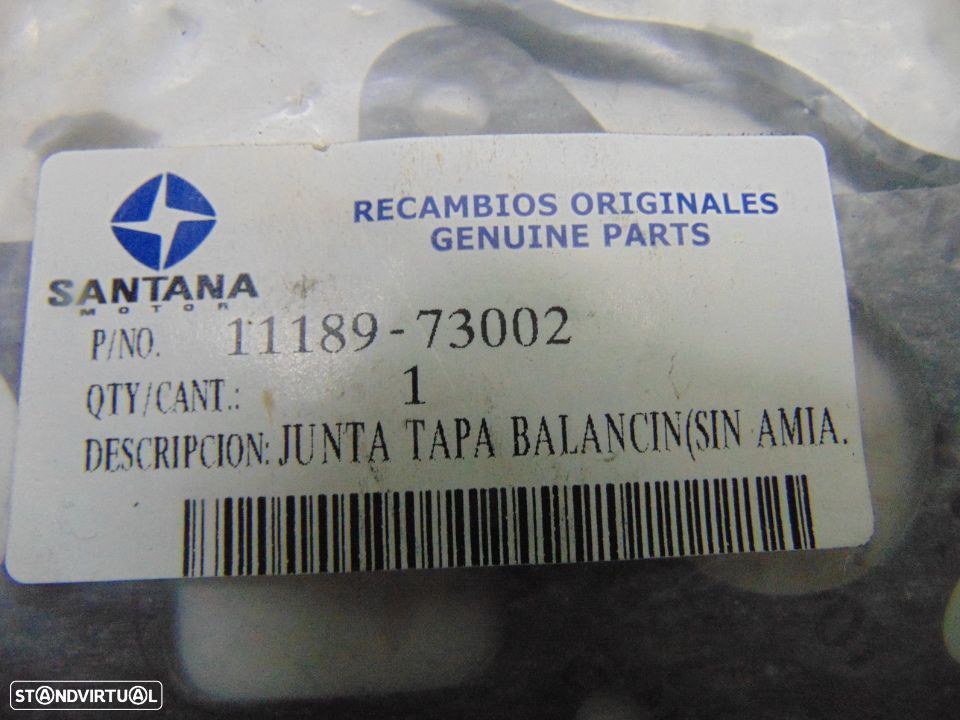 SANTANA
MOTOR
RECAMBIOS ORIGINALES
GENUINE PARTS
P/NO. 11189-73002
QTY/CANT.: 1
DESCRIPCION: JUNTA TAPA BALANCIN(SIN AMIA.
STANDVIRTUAL